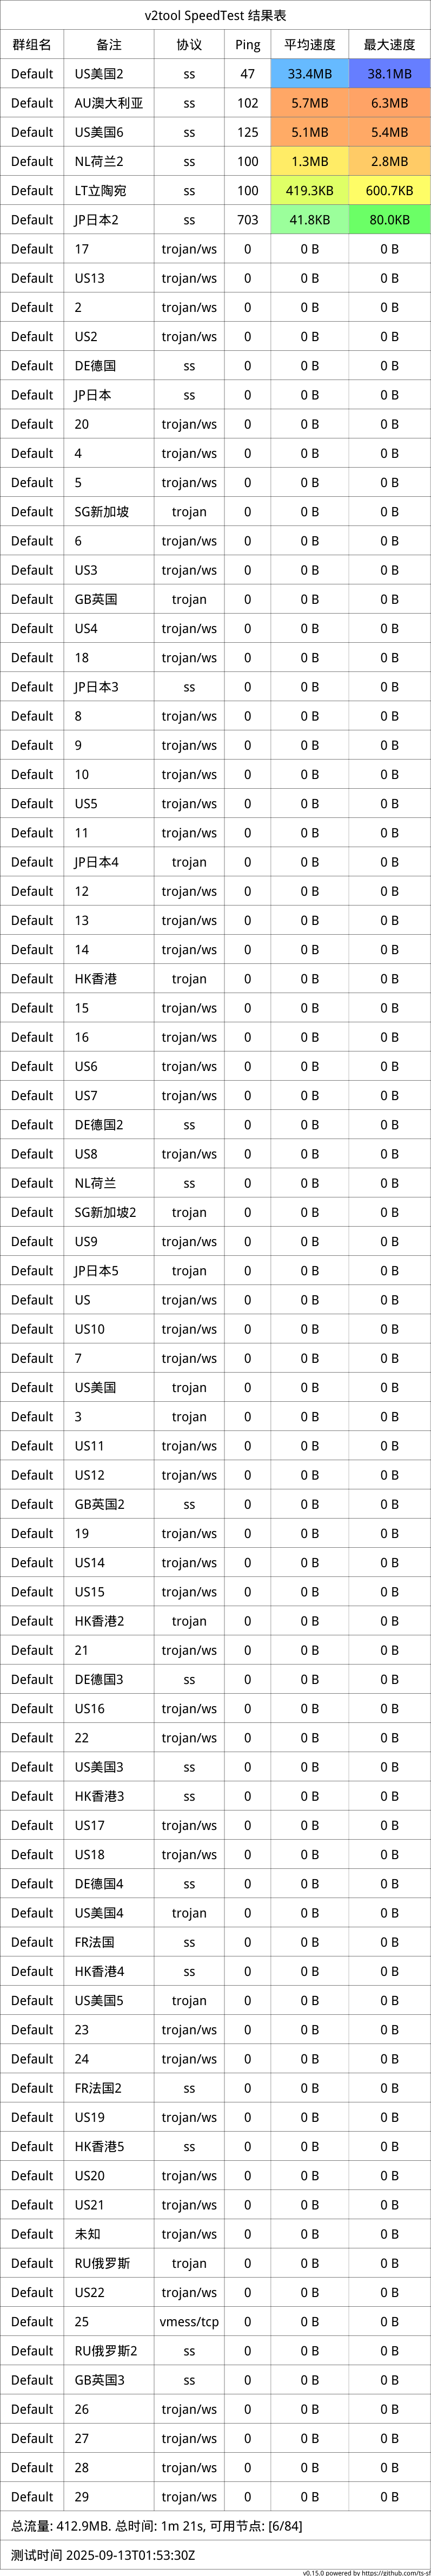 v2tool SpeedTest 结果表
群组名 备注 协议 Ping 平均速度 最大速度
Default US美国2 ss 47 33.4MB 38.1MB
Default AU澳大利亚 ss 102 5.7MB 6.3MB
Default US美国6 ss 125 5.1MB 5.4MB
Default NL荷兰2 ss 100 1.3MB 2.8MB
Default LT立陶宛 ss 100 419.3KB 600.7KB
Default JP日本2 ss 703 41.8KB 80.0KB
Default 17 trojan/ws 0 0 B 0 B
Default US13 trojan/ws 0 0 B 0 B
Default 2 trojan/ws 0 0 B 0 B
Default US2 trojan/ws 0 0 B 0 B
Default DE德国 ss 0 0 B 0 B
Default JP日本 ss 0 0 B 0 B
Default 20 trojan/ws 0 0 B 0 B
Default 4 trojan/ws 0 0 B 0 B
Default 5 trojan/ws 0 0 B 0 B
Default SG新加坡 trojan 0 0 B 0 B
Default 6 trojan/ws 0 0 B 0 B
Default US3 trojan/ws 0 0 B 0 B
Default GB英国 trojan 0 0 B 0 B
Default US4 trojan/ws 0 0 B 0 B
Default 18 trojan/ws 0 0 B 0 B
Default JP日本3 ss 0 0 B 0 B
Default 8 trojan/ws 0 0 B 0 B
Default 9 trojan/ws 0 0 B 0 B
Default 10 trojan/ws 0 0 B 0 B
Default US5 trojan/ws 0 0 B 0 B
Default 11 trojan/ws 0 0 B 0 B
Default JP日本4 trojan 0 0 B 0 B
Default 12 trojan/ws 0 0 B 0 B
Default 13 trojan/ws 0 0 B 0 B
Default 14 trojan/ws 0 0 B 0 B
Default HK香港 trojan 0 0 B 0 B
Default 15 trojan/ws 0 0 B 0 B
Default 16 trojan/ws 0 0 B 0 B
Default US6 trojan/ws 0 0 B 0 B
Default US7 trojan/ws 0 0 B 0 B
Default DE德国2 ss 0 0 B 0 B
Default US8 trojan/ws 0 0 B 0 B
Default NL荷兰 ss 0 0 B 0 B
Default SG新加坡2 trojan 0 0 B 0 B
Default US9 trojan/ws 0 0 B 0 B
Default JP日本5 trojan 0 0 B 0 B
Default US trojan/ws 0 0 B 0 B
Default US10 trojan/ws 0 0 B 0 B
Default 7 trojan/ws 0 0 B 0 B
Default US美国 trojan 0 0 B 0 B
Default 3 trojan 0 0 B 0 B
Default US11 trojan/ws 0 0 B 0 B
Default US12 trojan/ws 0 0 B 0 B
Default GB英国2 ss 0 0 B 0 B
Default 19 trojan/ws 0 0 B 0 B
Default US14 trojan/ws 0 0 B 0 B
Default US15 trojan/ws 0 0 B 0 B
Default HK香港2 trojan 0 0 B 0 B
Default 21 trojan/ws 0 0 B 0 B
Default DE德国3 ss 0 0 B 0 B
Default US16 trojan/ws 0 0 B 0 B
Default 22 trojan/ws 0 0 B 0 B
Default US美国3 ss 0 0 B 0 B
Default HK香港3 ss 0 0 B 0 B
Default US17 trojan/ws 0 0 B 0 B
Default US18 trojan/ws 0 0 B 0 B
Default DE德国4 ss 0 0 B 0 B
Default US美国4 trojan 0 0 B 0 B
Default FR法国 ss 0 0 B 0 B
Default HK香港4 ss 0 0 B 0 B
Default US美国5 trojan 0 0 B 0 B
Default 23 trojan/ws 0 0 B 0 B
Default 24 trojan/ws 0 0 B 0 B
Default FR法国2 ss 0 0 B 0 B
Default US19 trojan/ws 0 0 B 0 B
Default HK香港5 ss 0 0 B 0 B
Default US20 trojan/ws 0 0 B 0 B
Default US21 trojan/ws 0 0 B 0 B
Default 未知 trojan/ws 0 0 B 0 B
Default RU俄罗斯 trojan 0 0 B 0 B
Default US22 trojan/ws 0 0 B 0 B
Default 25 vmess/tcp 0 0 B 0 B
Default RU俄罗斯2 ss 0 0 B 0 B
Default GB英国3 ss 0 0 B 0 B
Default 26 trojan/ws 0 0 B 0 B
Default 27 trojan/ws 0 0 B 0 B
Default 28 trojan/ws 0 0 B 0 B
Default 29 trojan/ws 0 0 B 0 B
总流量: 412.9MB. 总时间: 1m 21s, 可用节点: [6/84]
测试时间 2025-09-13T01:53:30Z
v0.15.0 powered by https://github.com/ts-sf